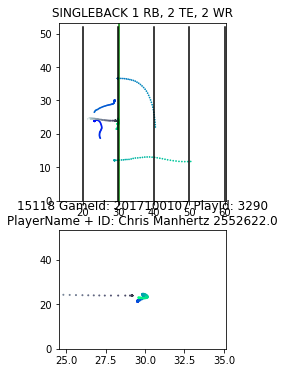 SINGLEBACK 1 RB, 2 TE, 2 WR
50
40
30
20
10
0
20 30 40 50 60
15118 GameId: 2017100107, PlayId: 3290
PlayerName + ID: Chris Manhertz 2552622.0
40
20
0
25.0 27.5 30.0 32.5 35.0